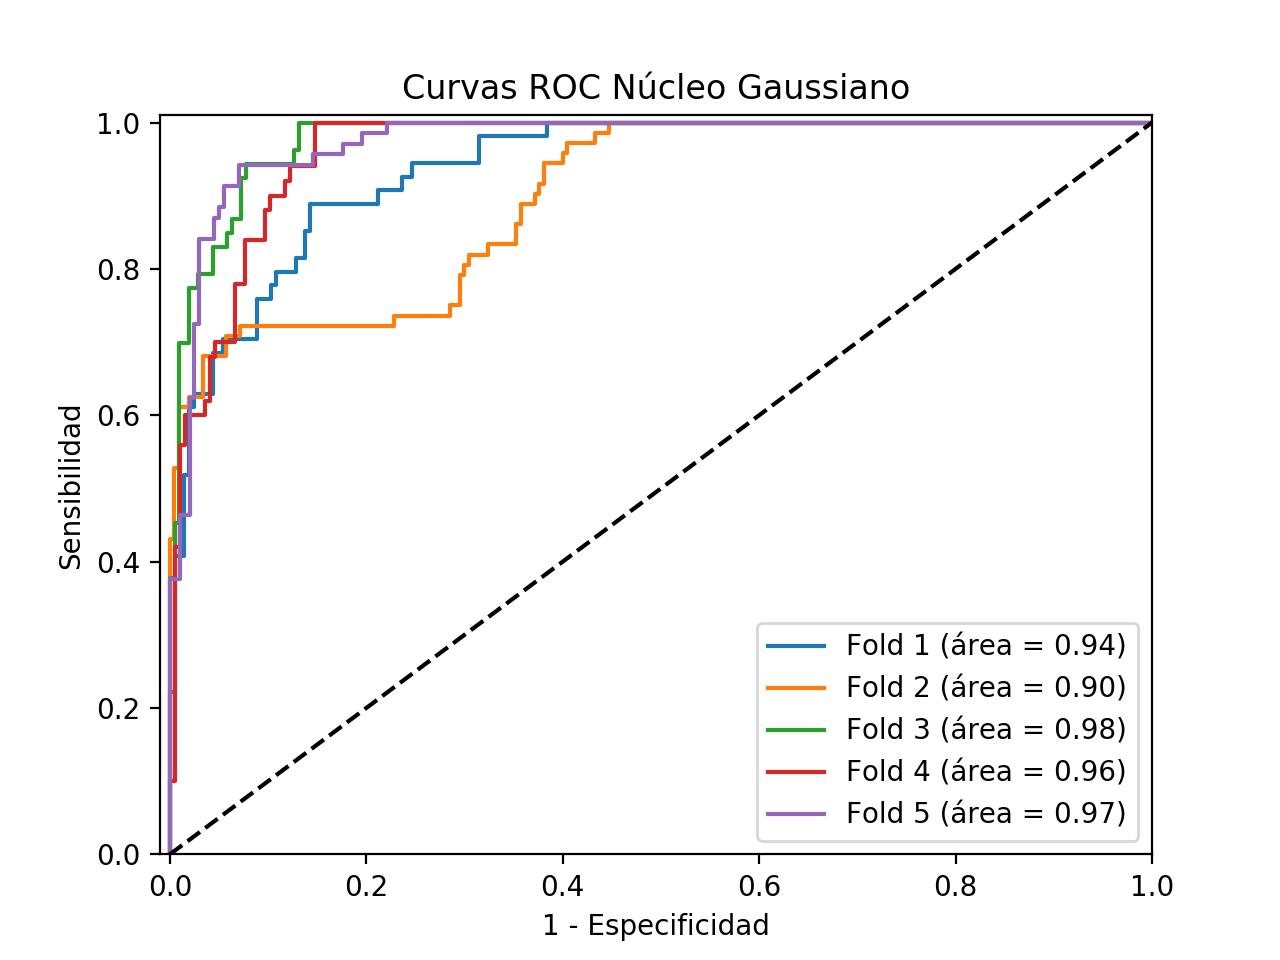 Curvas ROC Núcleo Gaussiano
1.0
0.8
0.6
0.4
0.2
0.0
Sensibilidad
Fold 1 (área = 0.94)
Fold 2 (área = 0.90)
Fold 3 (área = 0.98)
Fold 4 (área = 0.96)
Fold 5 (área = 0.97)
0.0 0.2 0.4 0.6 0.8 1.0
1 - Especificidad